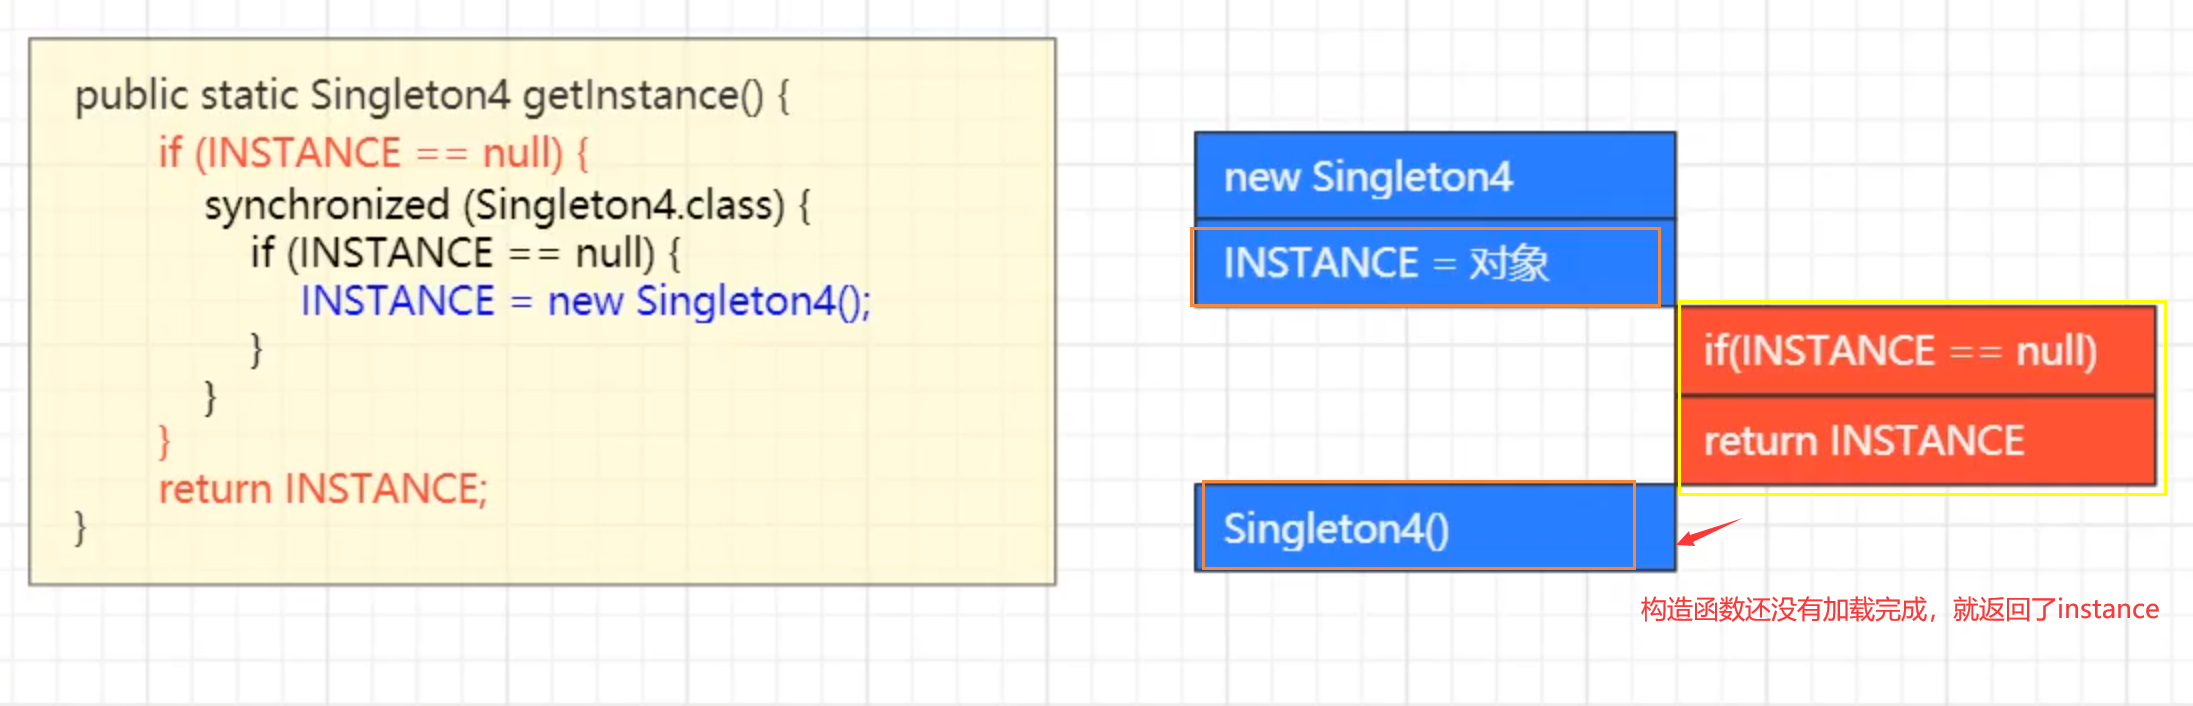 public static Singleton4 getInstance() {
if (INSTANCE == null) {
synchronized (Singleton4.class) {
if (INSTANCE == null) {
INSTANCE = new Singleton4();
}
}
}
return INSTANCE;
}
new Singleton4
INSTANCE = 对象
if(INSTANCE == null)
return INSTANCE
Singleton4()
构造函数还没有加载完成，就返回了instance